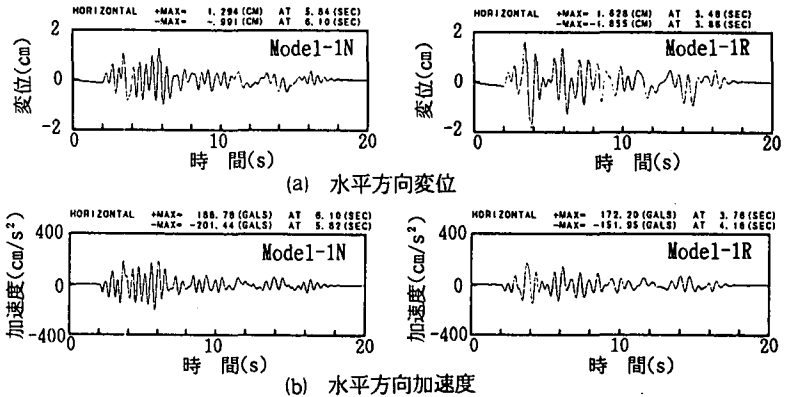 HORIZONTAL +MAX= 1.294 (CM) AT 5.84 (SEC)
-MAX= -.991 (CM) AT 6.10 (SEC)
2
0
-2
変位(cm)
Model-1N
0 10 20
時 間(s)
HORIZONTAL +MAX= 1.628 (CM) AT 3.48 (SEC)
-MAX=-1.855 (CM) AT 3.86 (SEC)
2
0
-2
変位(cm)
Model-1R
0 10 20
時 間(s)
(a) 水平方向変位
HORIZONTAL +MAX= 188.76 (GALS) AT 6.10 (SEC)
-MAX= -201.44 (GALS) AT 5.82 (SEC)
400
0
-400
加速度(cm/s²)
Model-1N
0 10 20
時 間(s)
HORIZONTAL +MAX= 172.20 (GALS) AT 3.76 (SEC)
-MAX= -151.95 (GALS) AT 4.16 (SEC)
400
0
-400
加速度(cm/s²)
Model-1R
0 10 20
時 間(s)
(b) 水平方向加速度